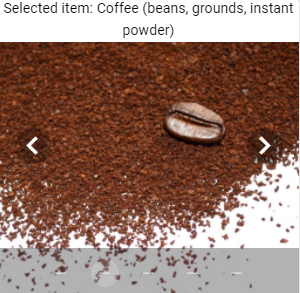 Selected item: Coffee (beans, grounds, instant
powder)